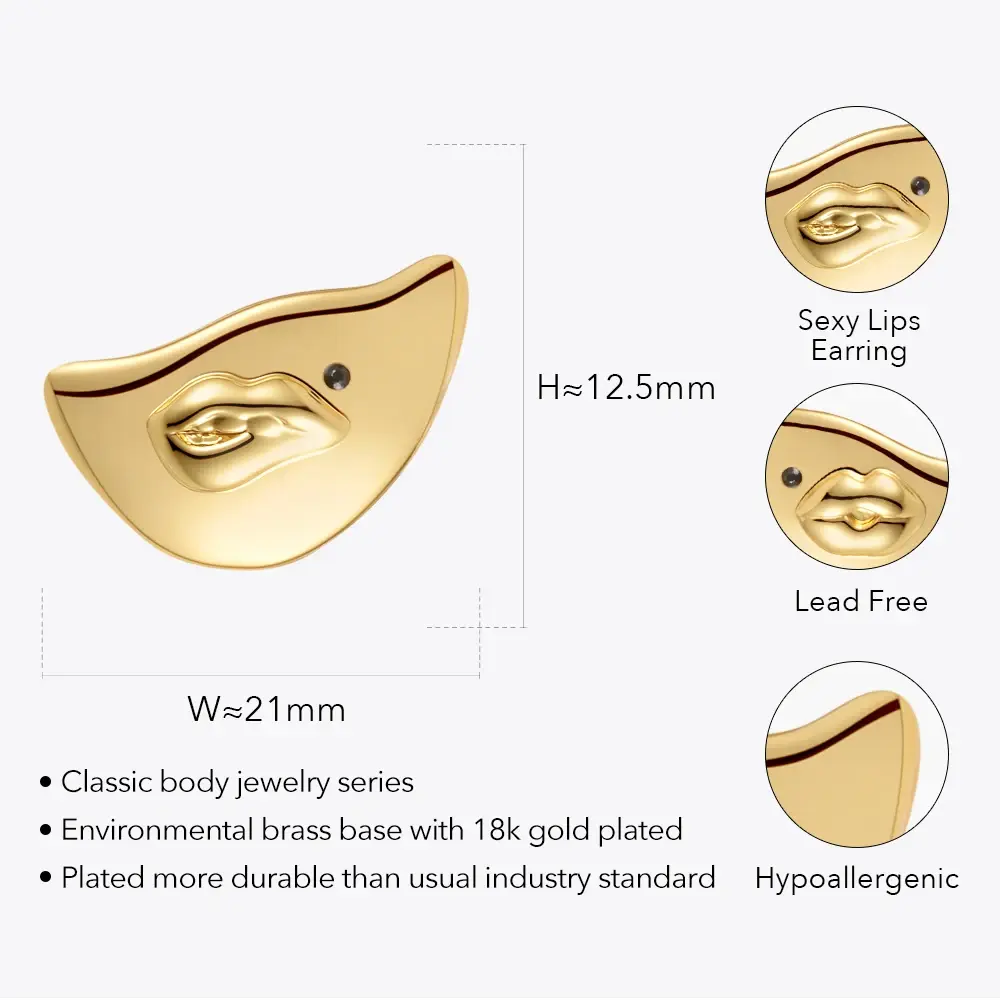 Sexy Lips
Earring
H≈12.5mm
Lead Free
W≈21mm
• Classic body jewelry series
• Environmental brass base with 18k gold plated
• Plated more durable than usual industry standard
Hypoallergenic